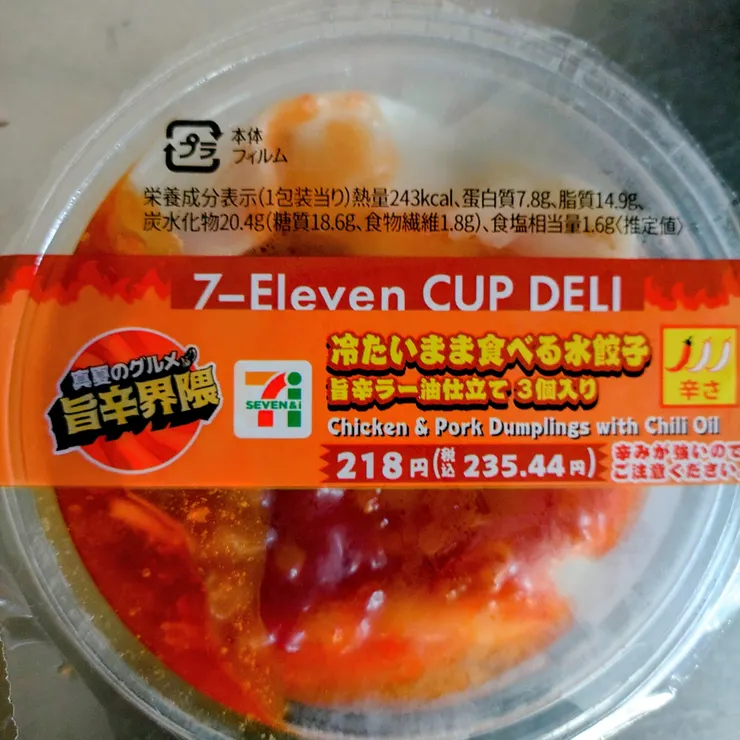 プラ
本体
フィルム
栄養成分表示(1包装当り)熱量243kcal、蛋白質7.8g、脂質14.9g、
炭水化物20.4g(糖質18.6g、食物繊維1.8g)、食塩相当量1.6g〈推定値〉
7-Eleven CUP DELI
真夏のグルメ
旨辛界隈
SEVEN&i
冷たいまま食べる水餃子
旨辛ラー油仕立て 3個入り
Chicken & Pork Dumplings with Chili Oil
辛さ
218円(税込 235.44円)
辛みが強いので
ご注意ください。